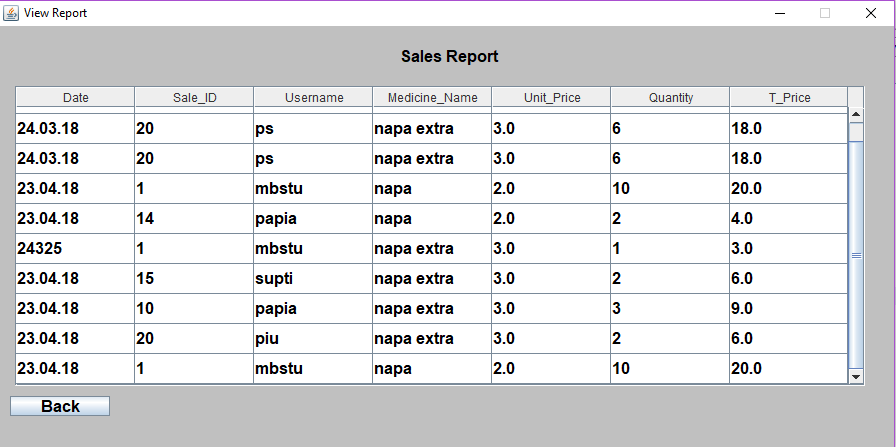 View Report
Sales Report
Date Sale_ID Username Medicine_Name Unit_Price Quantity T_Price
24.03.18 20 ps napa extra 3.0 6 18.0
24.03.18 20 ps napa extra 3.0 6 18.0
23.04.18 1 mbstu napa 2.0 10 20.0
23.04.18 14 papia napa 2.0 2 4.0
24325 1 mbstu napa extra 3.0 1 3.0
23.04.18 15 supti napa extra 3.0 2 6.0
23.04.18 10 papia napa extra 3.0 3 9.0
23.04.18 20 piu napa extra 3.0 2 6.0
23.04.18 1 mbstu napa 2.0 10 20.0
Back